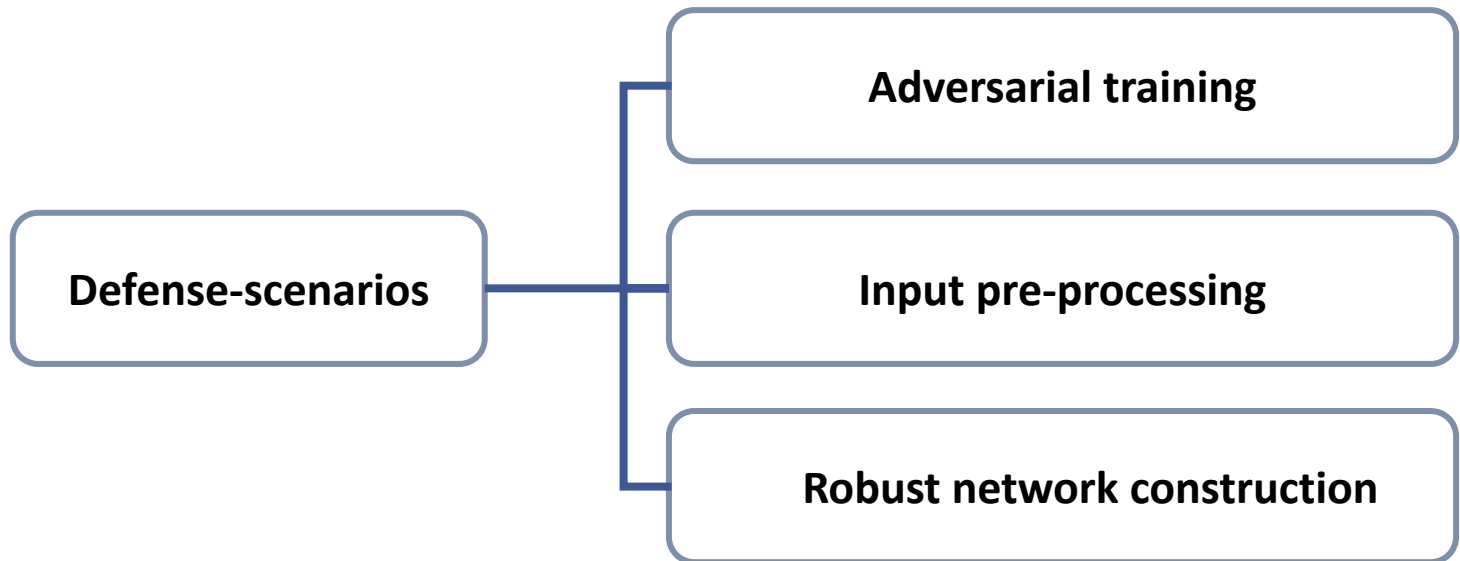 Adversarial training
Defense-scenarios
Input pre-processing
Robust network construction